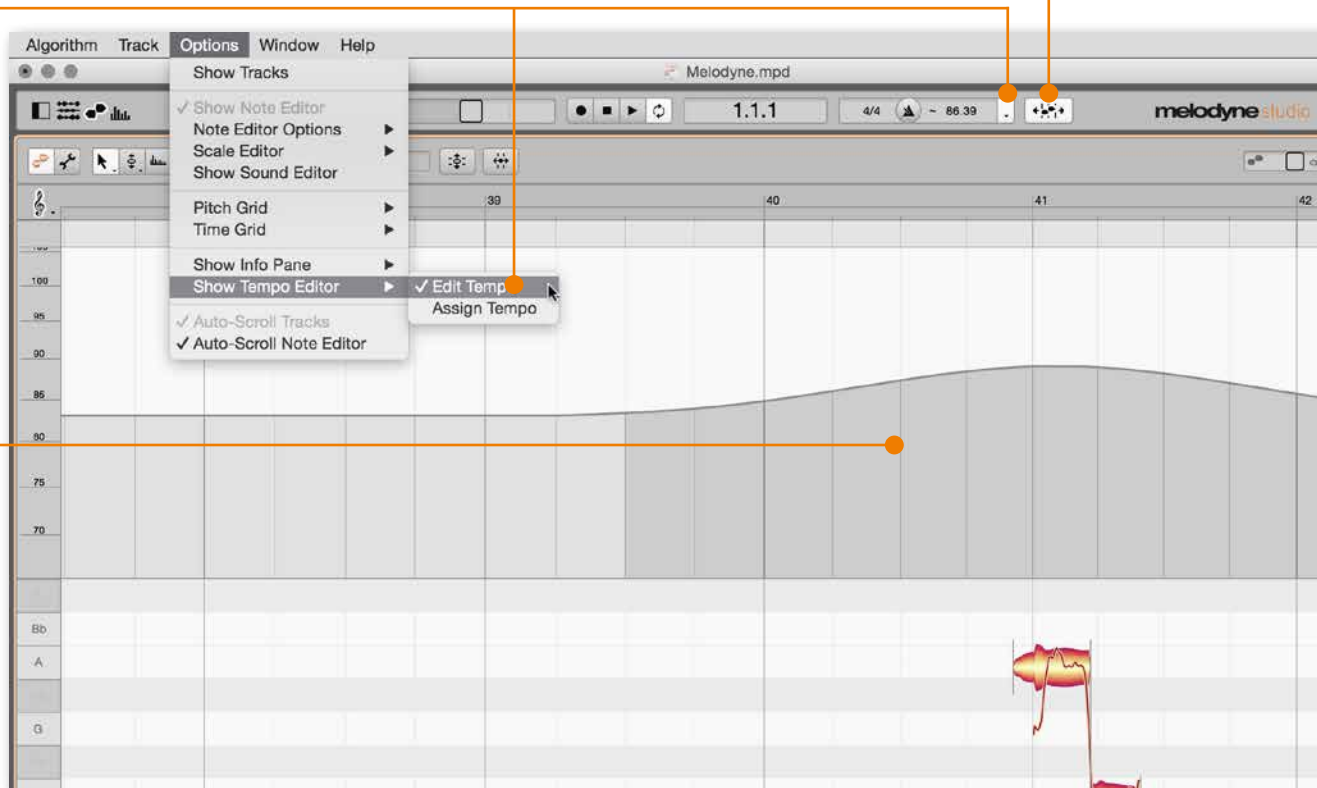 Algorithm Track Options Window Help
Melodyne.mpd
Show Tracks
✓ Show Note Editor
Note Editor Options
Scale Editor
Show Sound Editor
Pitch Grid
Time Grid
Show Info Pane
Show Tempo Editor
✓ Edit Temp
Assign Tempo
✓ Auto-Scroll Tracks
✓ Auto-Scroll Note Editor
1.1.1
4/4 ~ 86.39
melodyne studio
39 40 41 42
100
95
90
85
80
75
70
Bb
A
G